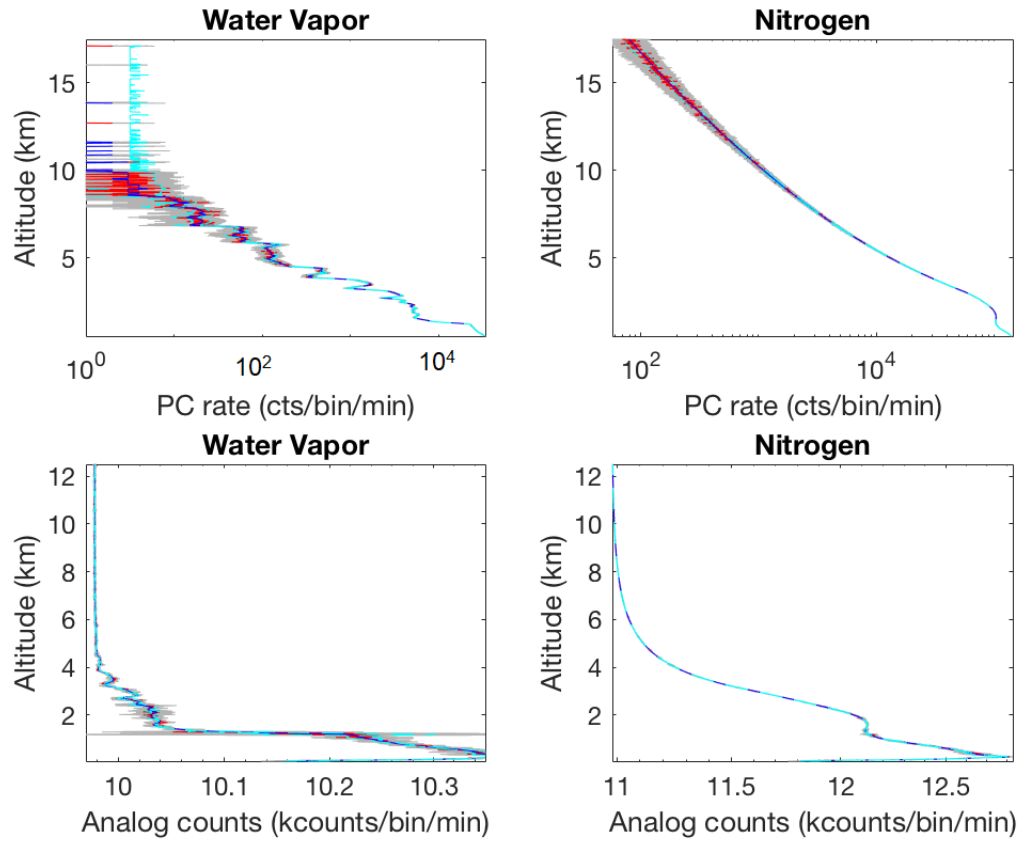 Water Vapor
Nitrogen
Altitude (km)
15
10
5
10^0
10^2
10^4
PC rate (cts/bin/min)
Altitude (km)
15
10
5
10^2
10^4
PC rate (cts/bin/min)
Water Vapor
Nitrogen
Altitude (km)
12
10
8
6
4
2
10
10.1
10.2
10.3
Analog counts (kcounts/bin/min)
Altitude (km)
12
10
8
6
4
2
11
11.5
12
12.5
Analog counts (kcounts/bin/min)